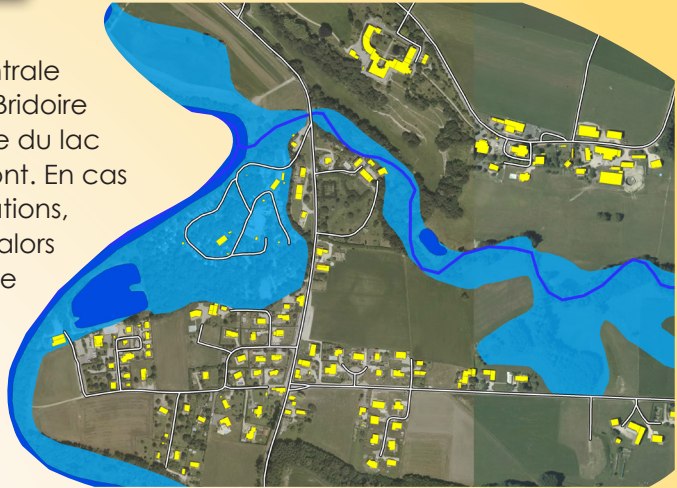 ntrale
Bridoire
e du lac
ont. En cas
ations,
alors
e